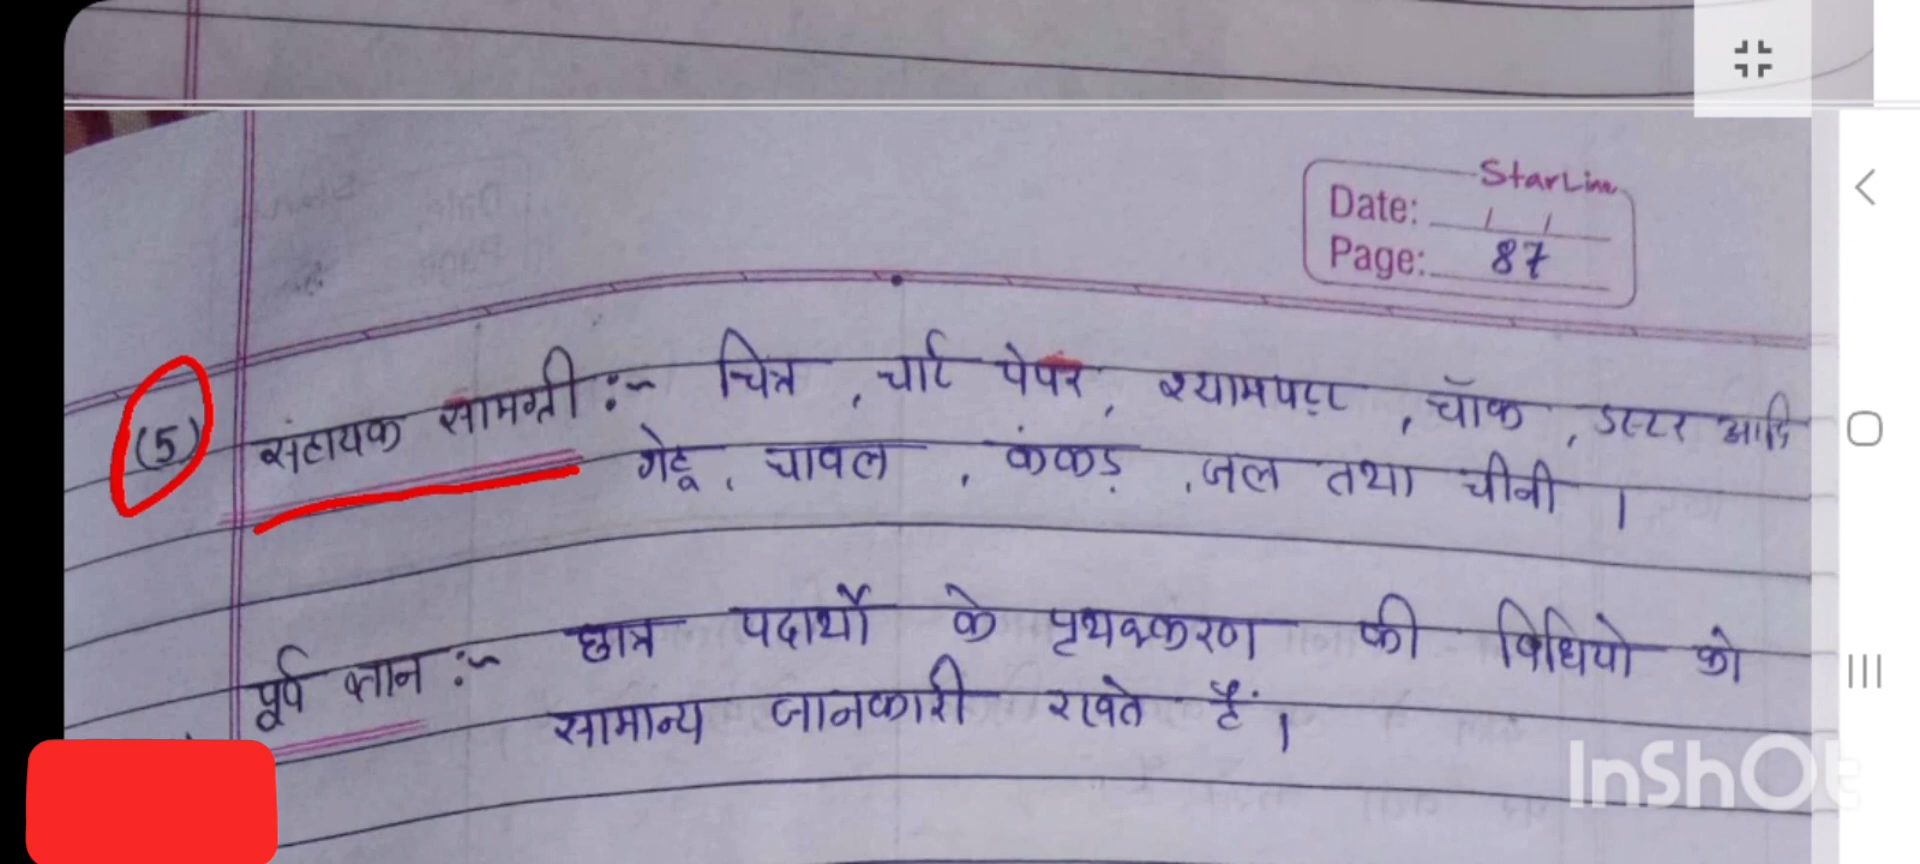 StarLine
Date: / /
Page: 87
(5) संहायक सामग्री :- चित्र , चार्ट पेपर , श्यामपट्ट , चॉक , डस्टर आदि
गेहू , चावल , कंकड़ , जल तथा चीनी ।
पूर्व ज्ञान :- छात्र पदार्थो के पृथक्करण की विधियो को
सामान्य जानकारी रखते हैं ।
InShOt